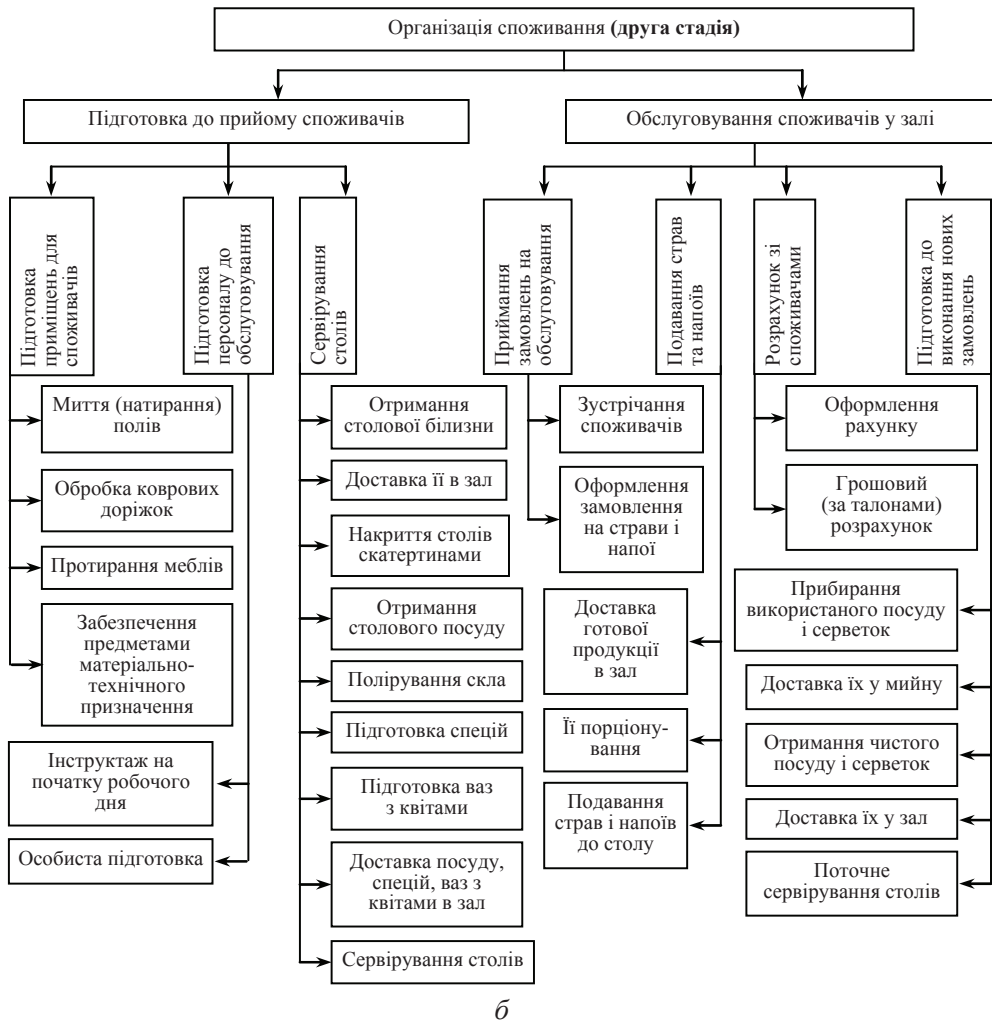 Організація споживання (друга стадія)
Підготовка до прийому споживачів
Обслуговування споживачів у залі
Підготовка
приміщень для
споживачів
Підготовка
персоналу до
обслуговування
Сервірування
столів
Приймання
замовлень на
обслуговування
Подавання страв
та напоїв
Розрахунок зі
споживачами
Підготовка до
виконання нових
замовлень
Миття (натирання)
полів
Обробка коврових
доріжок
Протирання меблів
Забезпечення
предметами
матеріально-
технічного
призначення
Інструктаж на
початку робочого
дня
Особиста підготовка
Отримання
столової білизни
Доставка її в зал
Накриття столів
скатертинами
Отримання
столового посуду
Полірування скла
Підготовка спецій
Підготовка ваз
з квітами
Доставка посуду,
спецій, ваз з
квітами в зал
Сервірування столів
Зустрічання
споживачів
Оформлення
замовлення
на страви і
напої
Доставка
готової
продукції
в зал
Її порціону-
вання
Подавання
страв і напоїв
до столу
Оформлення
рахунку
Грошовий
(за талонами)
розрахунок
Прибирання
використаного посуду
і серветок
Доставка їх у мийну
Отримання чистого
посуду і серветок
Доставка їх у зал
Поточне
сервірування столів
б